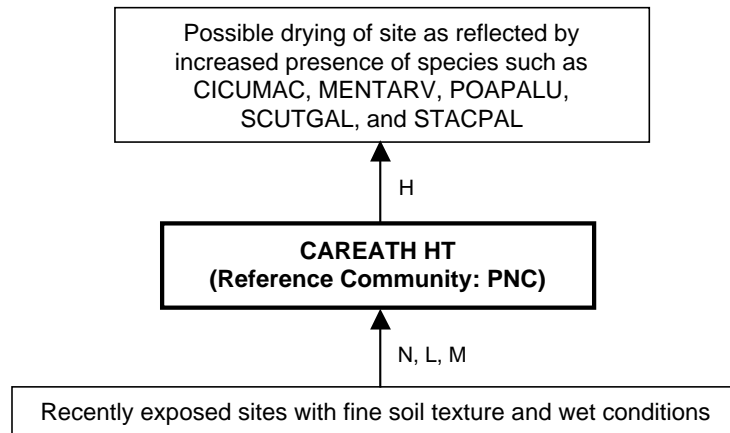 Possible drying of site as reflected by
increased presence of species such as
CICUMAC, MENTARV, POAPALU,
SCUTGAL, and STACPAL
H
CAREATH HT
(Reference Community: PNC)
N, L, M
Recently exposed sites with fine soil texture and wet conditions